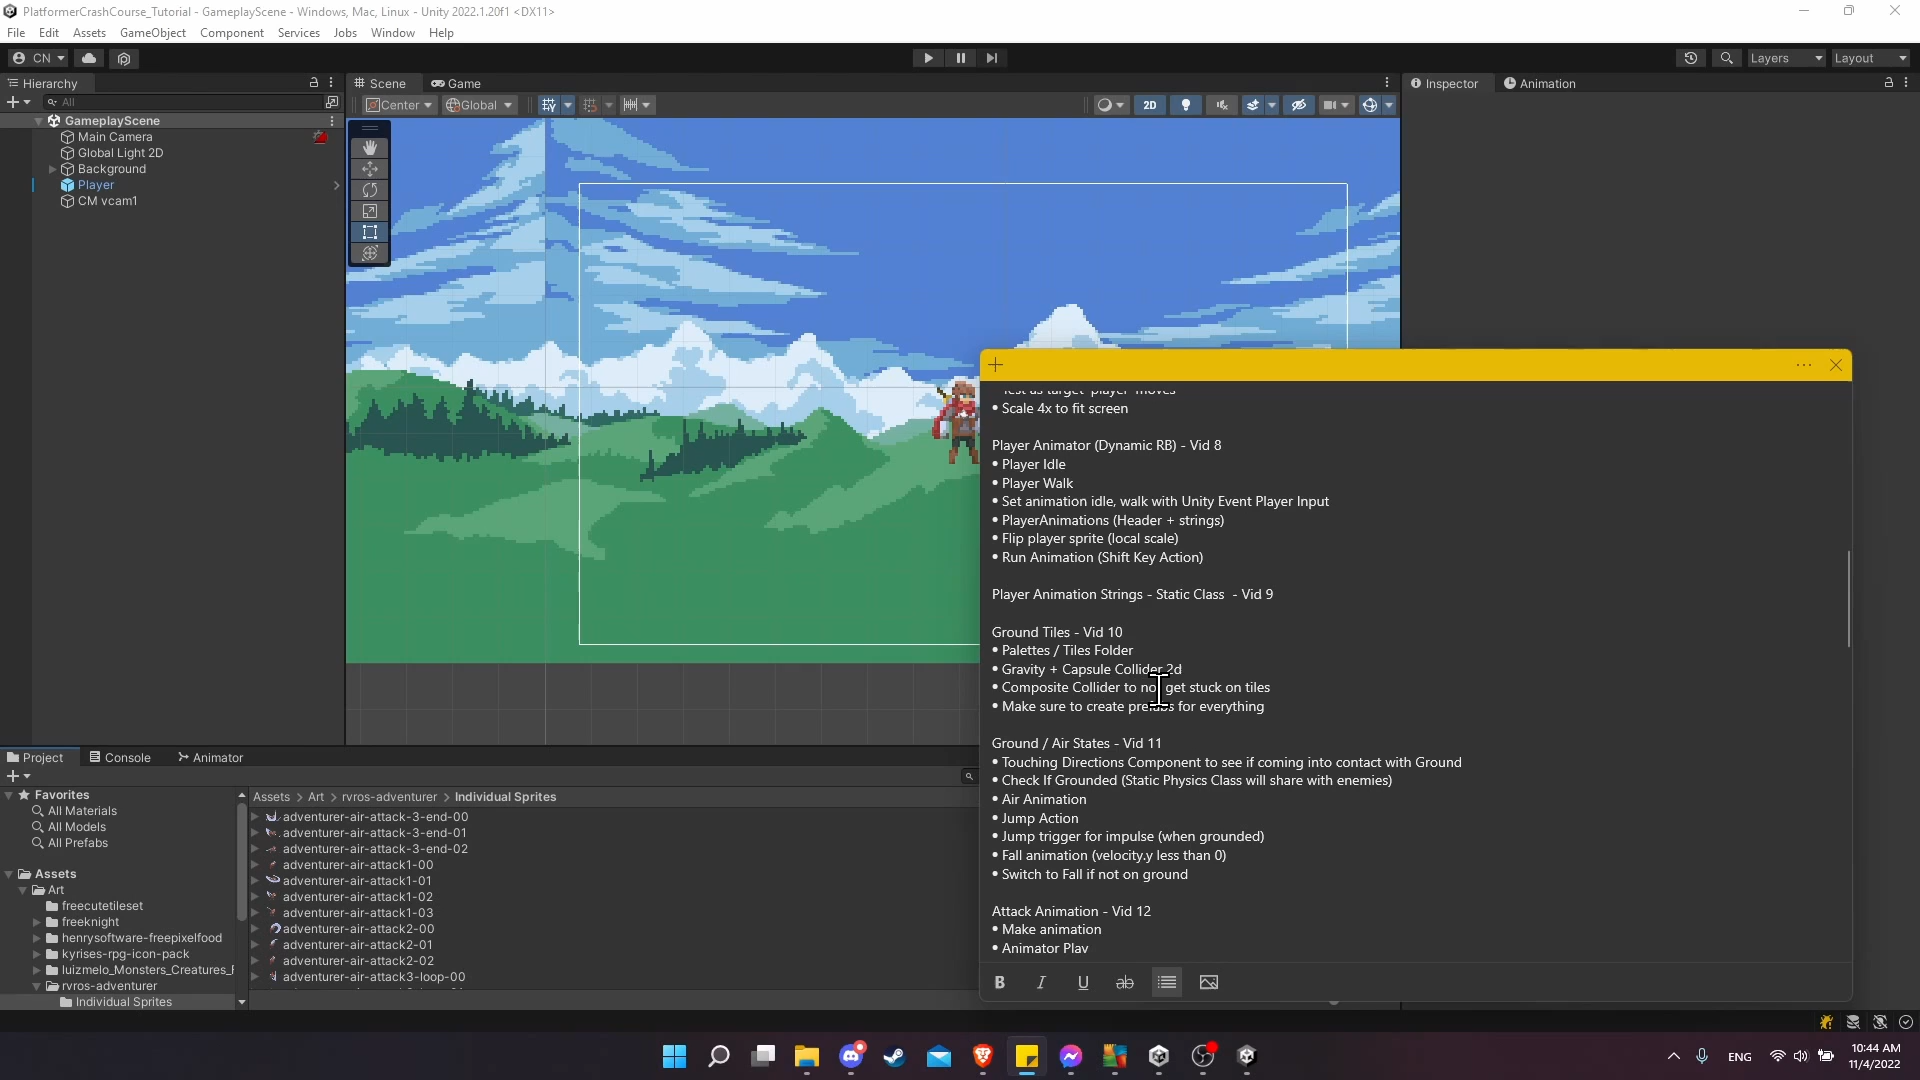 PlatformerCrashCourse_Tutorial - GameplayScene - Windows, Mac, Linux - Unity 2022.1.20f1 <DX11>
File Edit Assets GameObject Component Services Jobs Window Help
CN
Layers
Layout
Hierarchy
All
GameplayScene
Main Camera
Global Light 2D
Background
Player
CM vcam1
Scene
Game
Center
Global
2D
Inspector
Animation
• Scale 4x to fit screen
Player Animator (Dynamic RB) - Vid 8
• Player Idle
• Player Walk
• Set animation idle, walk with Unity Event Player Input
• PlayerAnimations (Header + strings)
• Flip player sprite (local scale)
• Run Animation (Shift Key Action)
Player Animation Strings - Static Class - Vid 9
Ground Tiles - Vid 10
• Palettes / Tiles Folder
• Gravity + Capsule Collider 2d
• Composite Collider to not get stuck on tiles
• Make sure to create prefabs for everything
Ground / Air States - Vid 11
• Touching Directions Component to see if coming into contact with Ground
• Check If Grounded (Static Physics Class will share with enemies)
• Air Animation
• Jump Action
• Jump trigger for impulse (when grounded)
• Fall animation (velocity.y less than 0)
• Switch to Fall if not on ground
Attack Animation - Vid 12
• Make animation
• Animator Play
B I U ab
Project
Console
Animator
Favorites
All Materials
All Models
All Prefabs
Assets
Art
freecutetileset
freeknight
henrysoftware-freepixelfood
kyrises-rpg-icon-pack
luizmelo_Monsters_Creatures_F
rvros-adventurer
Individual Sprites
Assets > Art > rvros-adventurer > Individual Sprites
adventurer-air-attack-3-end-00
adventurer-air-attack-3-end-01
adventurer-air-attack-3-end-02
adventurer-air-attack1-00
adventurer-air-attack1-01
adventurer-air-attack1-02
adventurer-air-attack1-03
adventurer-air-attack2-00
adventurer-air-attack2-01
adventurer-air-attack2-02
adventurer-air-attack3-loop-00
ENG
10:44 AM
11/4/2022